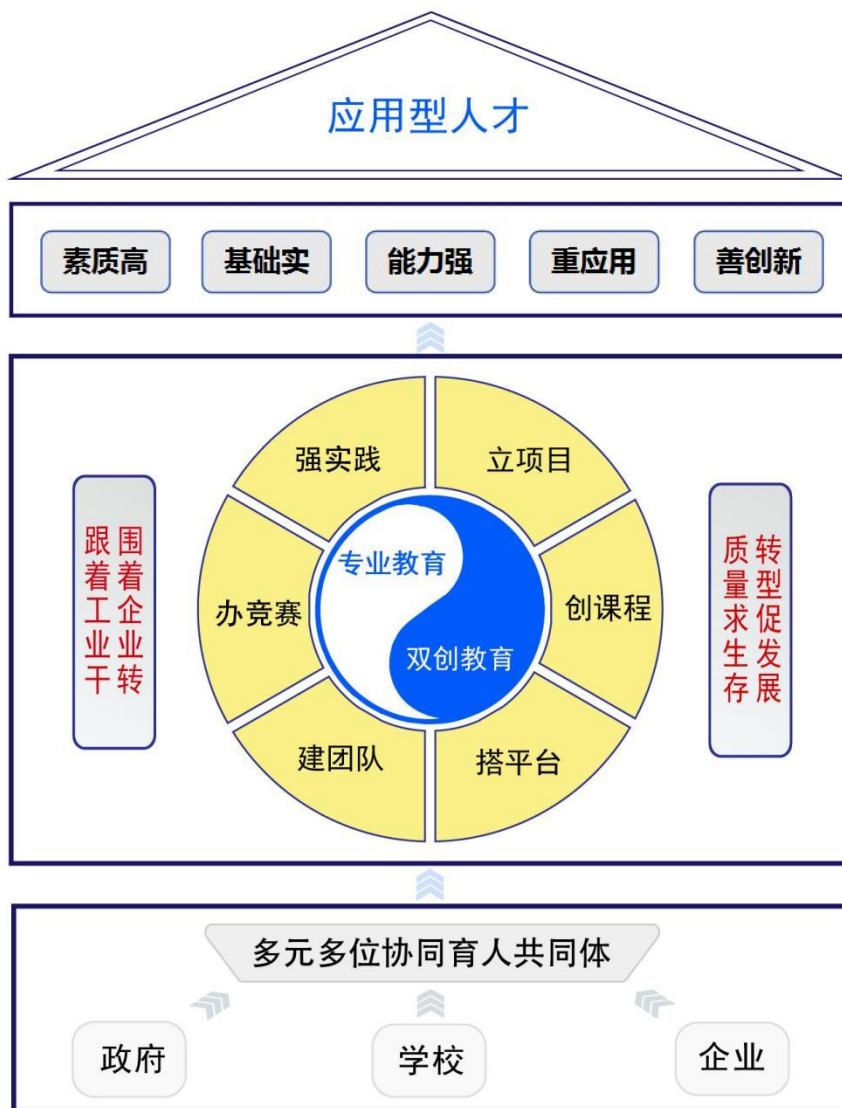 应用型人才
素质高 基础实 能力强 重应用 善创新
强实践 立项目
围着企业转
跟着工业干
专业教育
办竞赛 创课程
双创教育
转型促发展
质量求生存
建团队 搭平台
多元多位协同育人共同体
政府 学校 企业